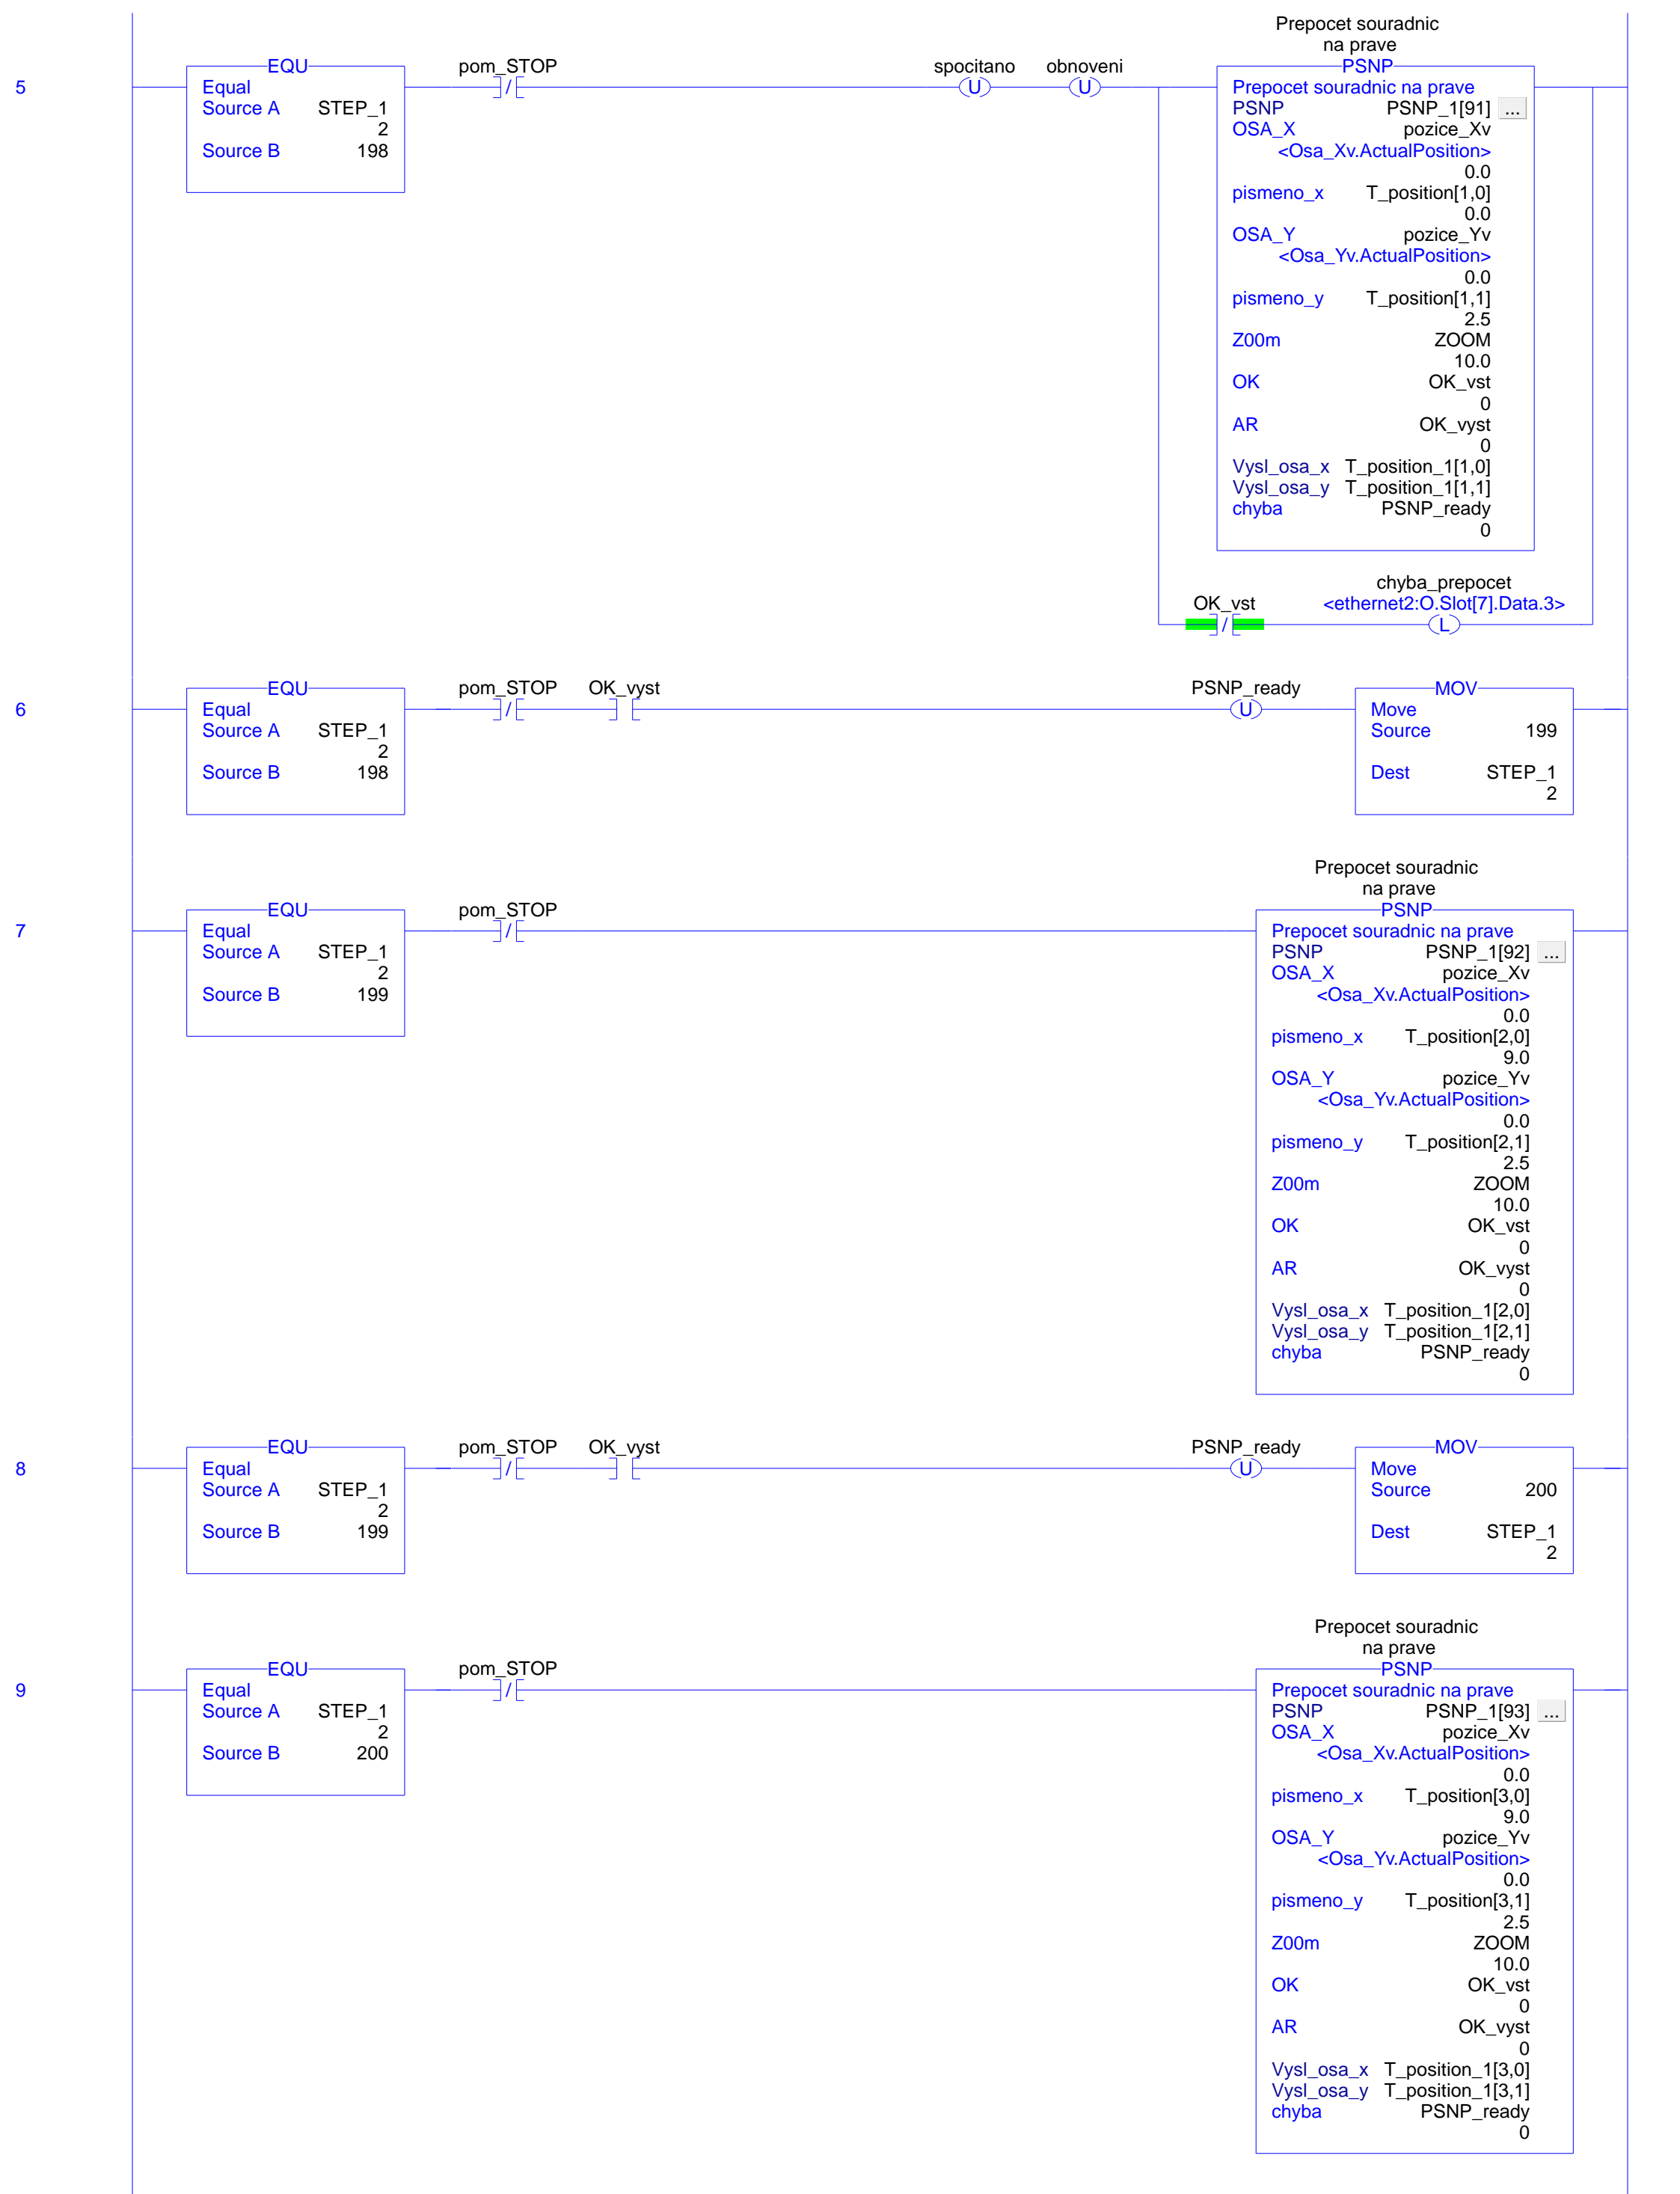 Prepocet souradnic
na prave
5
EQU
Equal
Source A STEP_1
2
Source B 198
pom_STOP
/
spocitano
U
obnoveni
U
PSNP
Prepocet souradnic na prave
PSNP PSNP_1[91] ...
OSA_X pozice_Xv
<Osa_Xv.ActualPosition>
0.0
pismeno_x T_position[1,0]
0.0
OSA_Y pozice_Yv
<Osa_Yv.ActualPosition>
0.0
pismeno_y T_position[1,1]
2.5
Z00m ZOOM
10.0
OK OK_vst
0
AR OK_vyst
0
Vysl_osa_x T_position_1[1,0]
Vysl_osa_y T_position_1[1,1]
chyba PSNP_ready
0
OK_vst
/
chyba_prepocet
<ethernet2:O.Slot[7].Data.3>
L
6
EQU
Equal
Source A STEP_1
2
Source B 198
pom_STOP
/
OK_vyst
PSNP_ready
U
MOV
Move
Source 199
Dest STEP_1
2
Prepocet souradnic
na prave
7
EQU
Equal
Source A STEP_1
2
Source B 199
pom_STOP
/
PSNP
Prepocet souradnic na prave
PSNP PSNP_1[92] ...
OSA_X pozice_Xv
<Osa_Xv.ActualPosition>
0.0
pismeno_x T_position[2,0]
9.0
OSA_Y pozice_Yv
<Osa_Yv.ActualPosition>
0.0
pismeno_y T_position[2,1]
2.5
Z00m ZOOM
10.0
OK OK_vst
0
AR OK_vyst
0
Vysl_osa_x T_position_1[2,0]
Vysl_osa_y T_position_1[2,1]
chyba PSNP_ready
0
8
EQU
Equal
Source A STEP_1
2
Source B 199
pom_STOP
/
OK_vyst
PSNP_ready
U
MOV
Move
Source 200
Dest STEP_1
2
Prepocet souradnic
na prave
9
EQU
Equal
Source A STEP_1
2
Source B 200
pom_STOP
/
PSNP
Prepocet souradnic na prave
PSNP PSNP_1[93] ...
OSA_X pozice_Xv
<Osa_Xv.ActualPosition>
0.0
pismeno_x T_position[3,0]
9.0
OSA_Y pozice_Yv
<Osa_Yv.ActualPosition>
0.0
pismeno_y T_position[3,1]
2.5
Z00m ZOOM
10.0
OK OK_vst
0
AR OK_vyst
0
Vysl_osa_x T_position_1[3,0]
Vysl_osa_y T_position_1[3,1]
chyba PSNP_ready
0